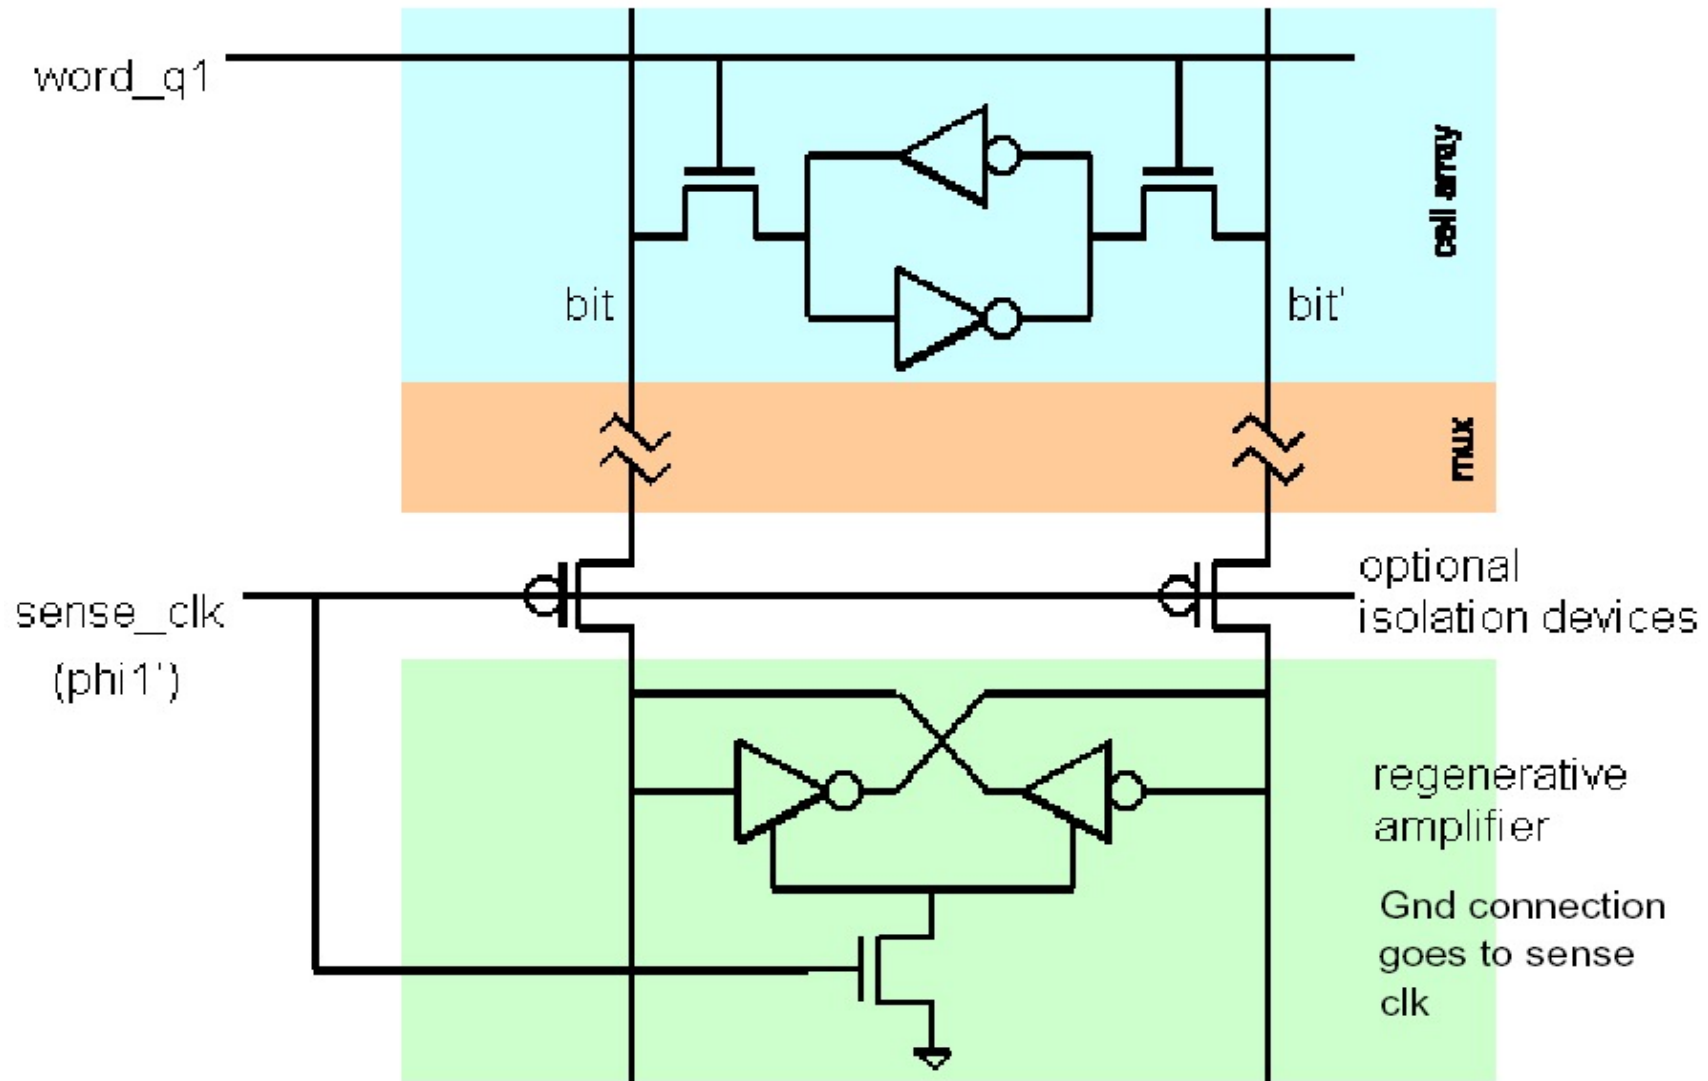 word_q1
cell array
bit
bit'
mux
optional
isolation devices
sense_clk
(phi1')
regenerative
amplifier
Gnd connection
goes to sense
clk